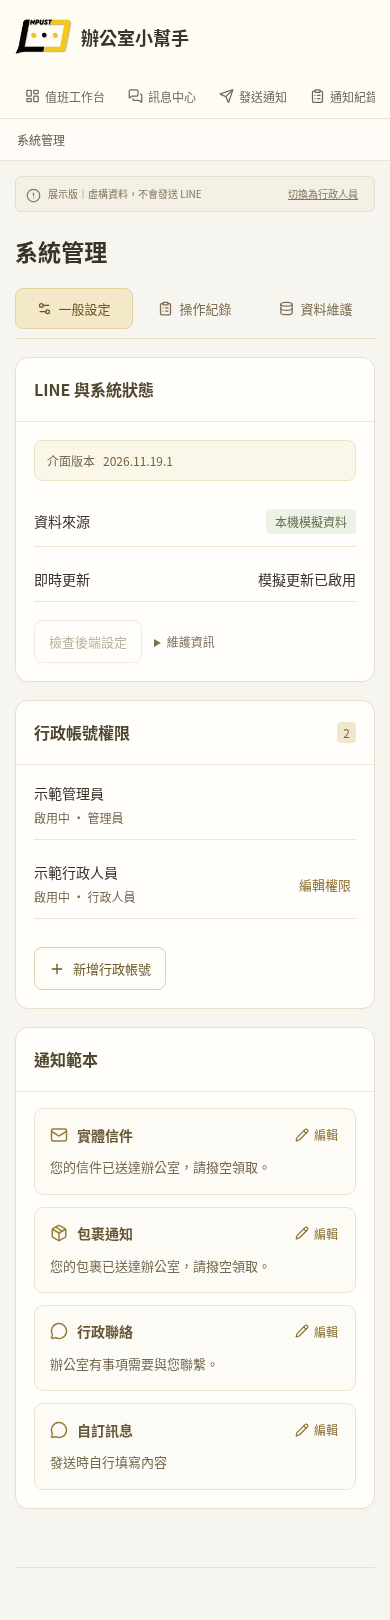 NPUST
辦公室小幫手
值班工作台 訊息中心 發送通知 通知紀錄
系統管理
展示版｜虛構資料，不會發送 LINE 切換為行政人員
系統管理
一般設定 操作紀錄 資料維護
LINE 與系統狀態
介面版本 2026.11.19.1
資料來源 本機模擬資料
即時更新 模擬更新已啟用
檢查後端設定 ▶ 維護資訊
行政帳號權限 2
示範管理員
啟用中 · 管理員
示範行政人員
啟用中 · 行政人員 編輯權限
新增行政帳號
通知範本
實體信件 編輯
您的信件已送達辦公室，請撥空領取。
包裹通知 編輯
您的包裹已送達辦公室，請撥空領取。
行政聯絡 編輯
辦公室有事項需要與您聯繫。
自訂訊息 編輯
發送時自行填寫內容